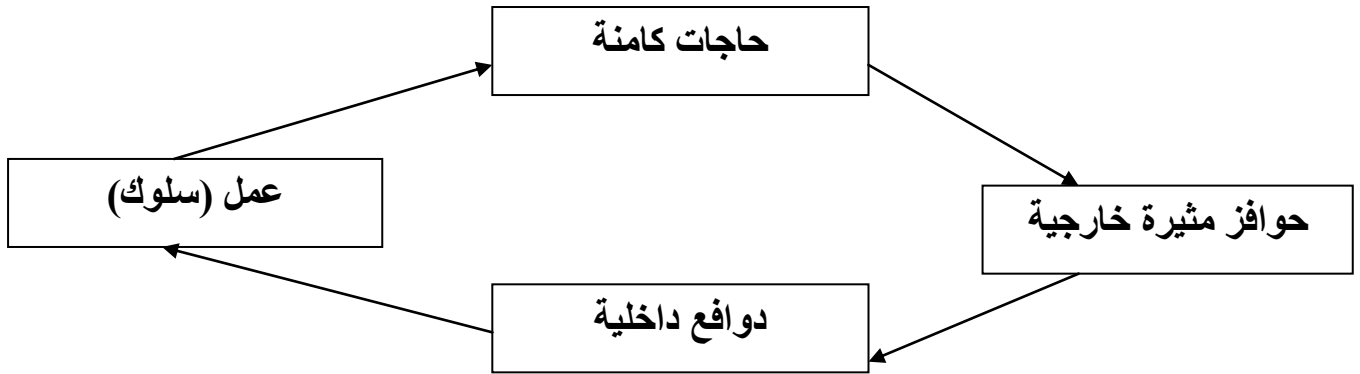 حاجات كامنة
حوافز مثيرة خارجية
دوافع داخلية
عمل (سلوك)